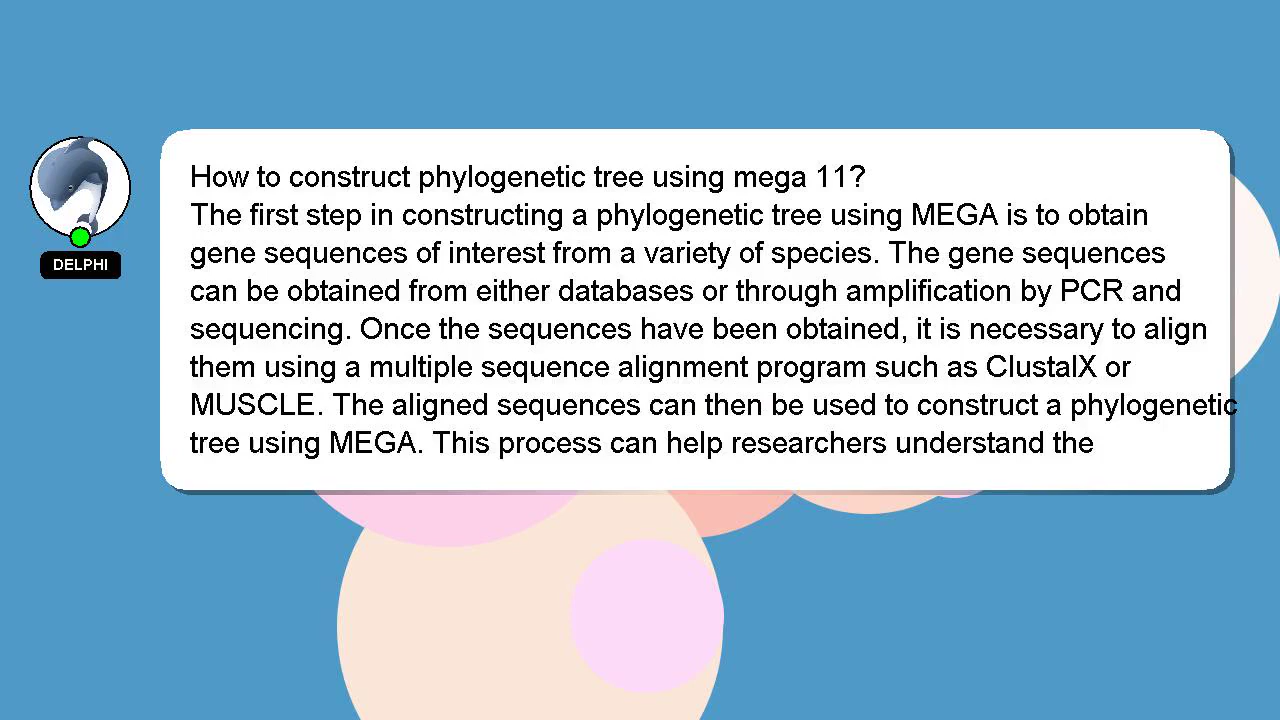 How to construct phylogenetic tree using mega 11?
The first step in constructing a phylogenetic tree using MEGA is to obtain
gene sequences of interest from a variety of species. The gene sequences
can be obtained from either databases or through amplification by PCR and
sequencing. Once the sequences have been obtained, it is necessary to align
them using a multiple sequence alignment program such as ClustalX or
MUSCLE. The aligned sequences can then be used to construct a phylogenetic
tree using MEGA. This process can help researchers understand the
DELPHI